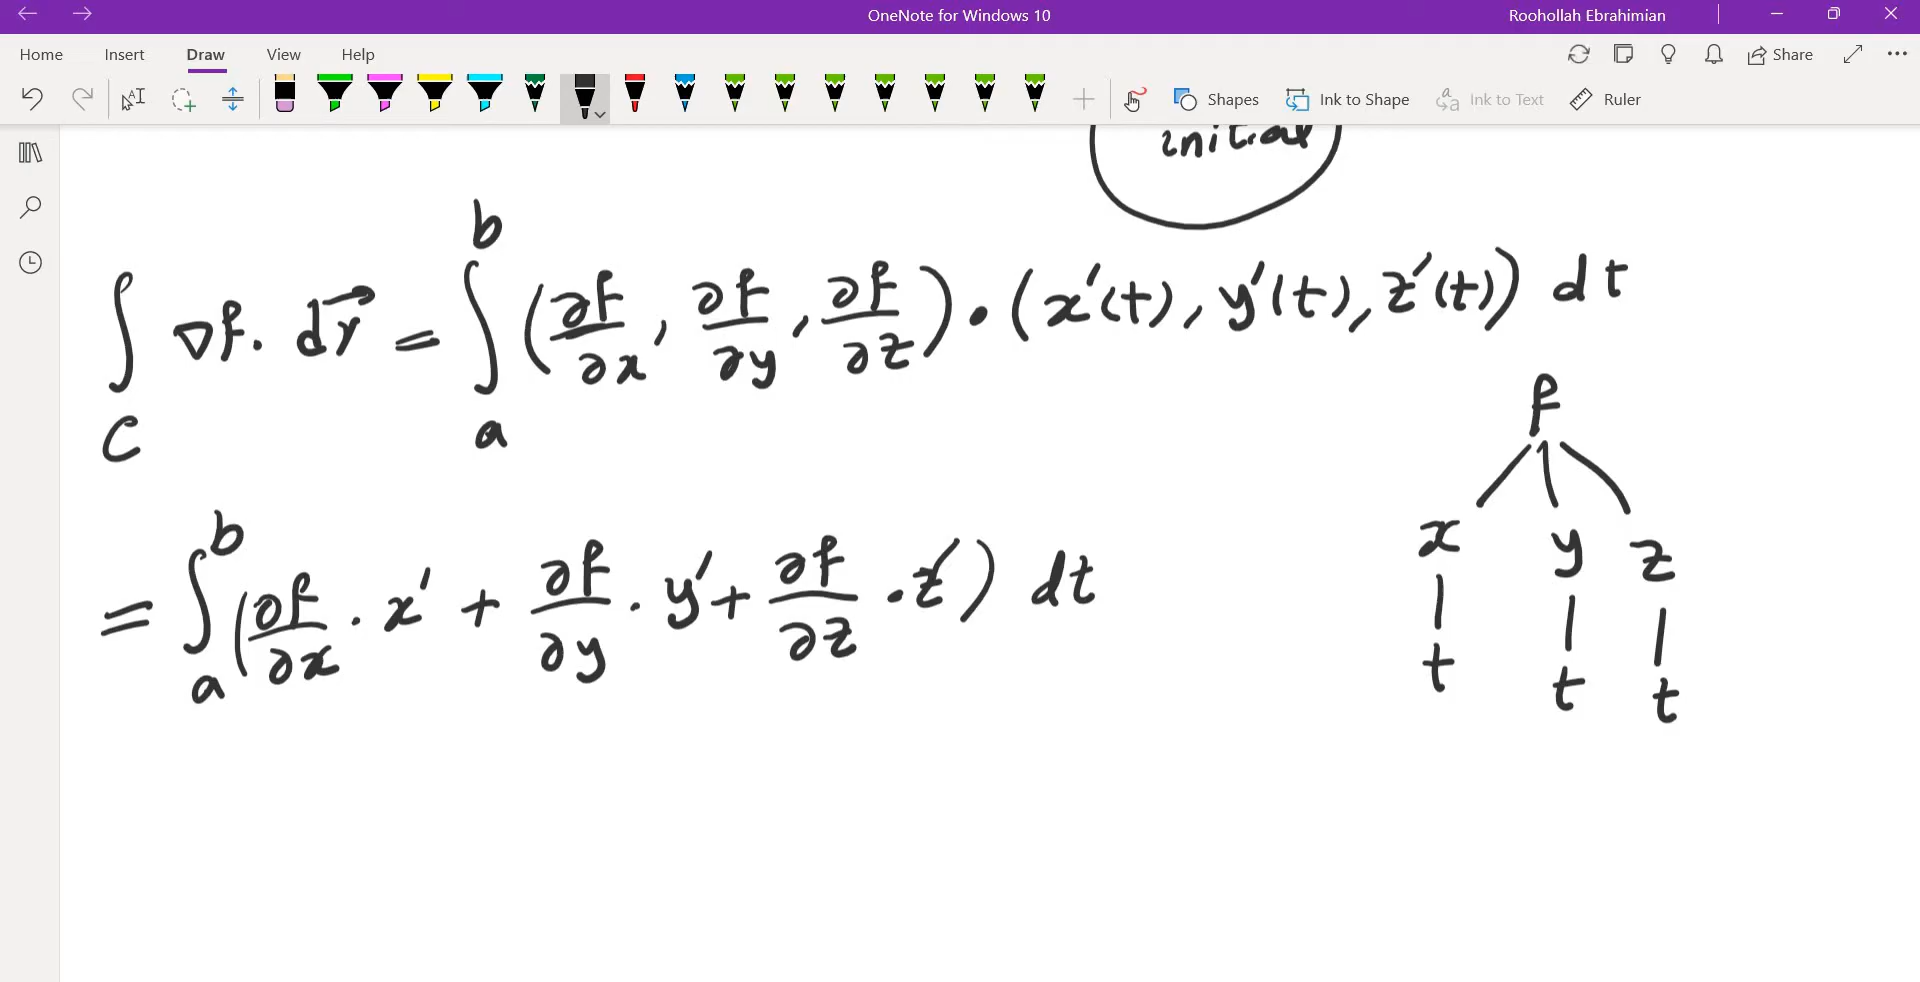 OneNote for Windows 10
Roohollah Ebrahimian
Home Insert Draw View Help
Share
Shapes Ink to Shape Ink to Text Ruler
initial
∫_C ∇f · dr⃗ = ∫_a^b (∂f/∂x, ∂f/∂y, ∂f/∂z) · (x'(t), y'(t), z'(t)) dt
= ∫_a^b (∂f/∂x · x' + ∂f/∂y · y' + ∂f/∂z · z') dt
f
x y z
t t t